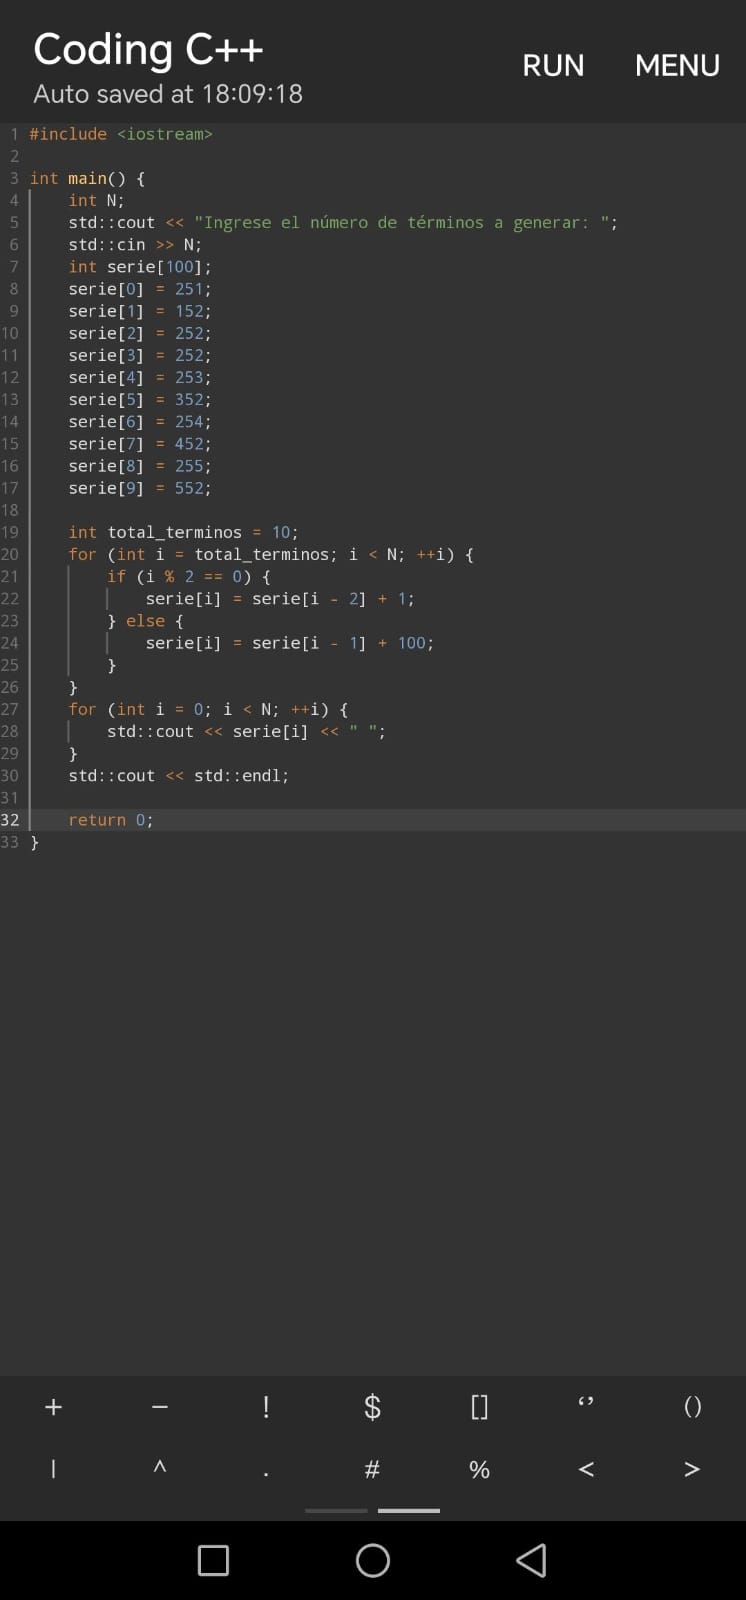 Coding C++
Auto saved at 18:09:18
RUN MENU
1 #include <iostream>
2
3 int main() {
4     int N;
5     std::cout << "Ingrese el número de términos a generar: ";
6     std::cin >> N;
7     int serie[100];
8     serie[0] = 251;
9     serie[1] = 152;
10     serie[2] = 252;
11     serie[3] = 252;
12     serie[4] = 253;
13     serie[5] = 352;
14     serie[6] = 254;
15     serie[7] = 452;
16     serie[8] = 255;
17     serie[9] = 552;
18
19     int total_terminos = 10;
20     for (int i = total_terminos; i < N; ++i) {
21         if (i % 2 == 0) {
22             serie[i] = serie[i - 2] + 1;
23         } else {
24             serie[i] = serie[i - 1] + 100;
25         }
26     }
27     for (int i = 0; i < N; ++i) {
28         std::cout << serie[i] << " ";
29     }
30     std::cout << std::endl;
31
32     return 0;
33 }
+ − ! $ [] ‘’ ()
| ^ . # % < >